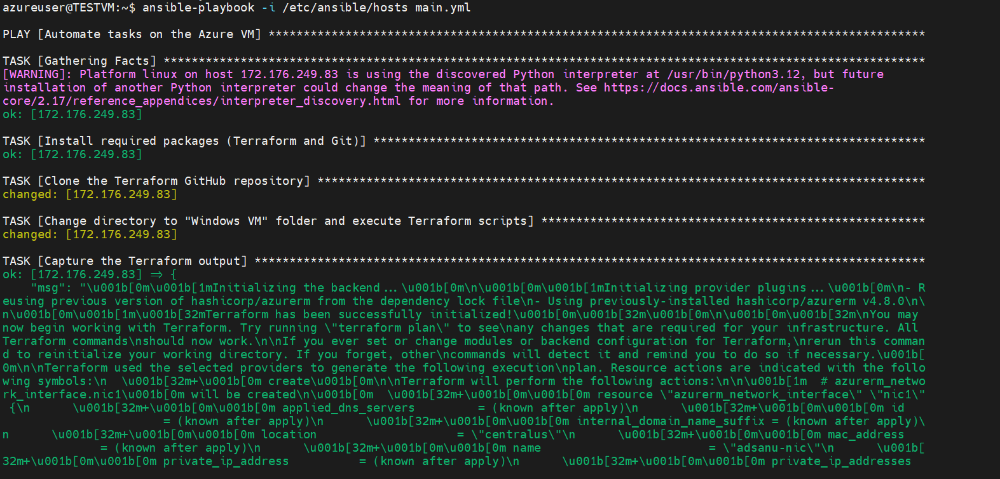 azureuser@TESTVM:~$ ansible-playbook -i /etc/ansible/hosts main.yml
PLAY [Automate tasks on the Azure VM] **********************************************************************************************
TASK [Gathering Facts] *************************************************************************************************************
[WARNING]: Platform linux on host 172.176.249.83 is using the discovered Python interpreter at /usr/bin/python3.12, but future
installation of another Python interpreter could change the meaning of that path. See https://docs.ansible.com/ansible-
core/2.17/reference_appendices/interpreter_discovery.html for more information.
ok: [172.176.249.83]
TASK [Install required packages (Terraform and Git)] *******************************************************************************
ok: [172.176.249.83]
TASK [Clone the Terraform GitHub repository] ***************************************************************************************
changed: [172.176.249.83]
TASK [Change directory to "Windows VM" folder and execute Terraform scripts] *******************************************************
changed: [172.176.249.83]
TASK [Capture the Terraform output] ************************************************************************************************
ok: [172.176.249.83] => {
    "msg": "\u001b[0m\u001b[1mInitializing the backend...\u001b[0m\n\u001b[0m\u001b[1mInitializing provider plugins...\u001b[0m\n- R
eusing previous version of hashicorp/azurerm from the dependency lock file\n- Using previously-installed hashicorp/azurerm v4.8.0\n\
n\u001b[0m\u001b[1m\u001b[32mTerraform has been successfully initialized!\u001b[0m\u001b[32m\u001b[0m\n\u001b[0m\u001b[32m\nYou may
now begin working with Terraform. Try running \"terraform plan\" to see\nany changes that are required for your infrastructure. All
Terraform commands\nshould now work.\n\nIf you ever set or change modules or backend configuration for Terraform,\nrerun this comman
d to reinitialize your working directory. If you forget, other\ncommands will detect it and remind you to do so if necessary.\u001b[
0m\n\nTerraform used the selected providers to generate the following execution\nplan. Resource actions are indicated with the follo
wing symbols:\n  \u001b[32m+\u001b[0m create\u001b[0m\n\nTerraform will perform the following actions:\n\n\u001b[1m  # azurerm_netwo
rk_interface.nic1\u001b[0m will be created\n\u001b[0m  \u001b[32m+\u001b[0m\u001b[0m resource \"azurerm_network_interface\" \"nic1\"
 {\n      \u001b[32m+\u001b[0m\u001b[0m applied_dns_servers         = (known after apply)\n      \u001b[32m+\u001b[0m\u001b[0m id
                       = (known after apply)\n      \u001b[32m+\u001b[0m\u001b[0m internal_domain_name_suffix = (known after apply)\
n      \u001b[32m+\u001b[0m\u001b[0m location                    = \"centralus\"\n      \u001b[32m+\u001b[0m\u001b[0m mac_address
              = (known after apply)\n      \u001b[32m+\u001b[0m\u001b[0m name                        = \"adsanu-nic\"\n      \u001b[
32m+\u001b[0m\u001b[0m private_ip_address          = (known after apply)\n      \u001b[32m+\u001b[0m\u001b[0m private_ip_addresses